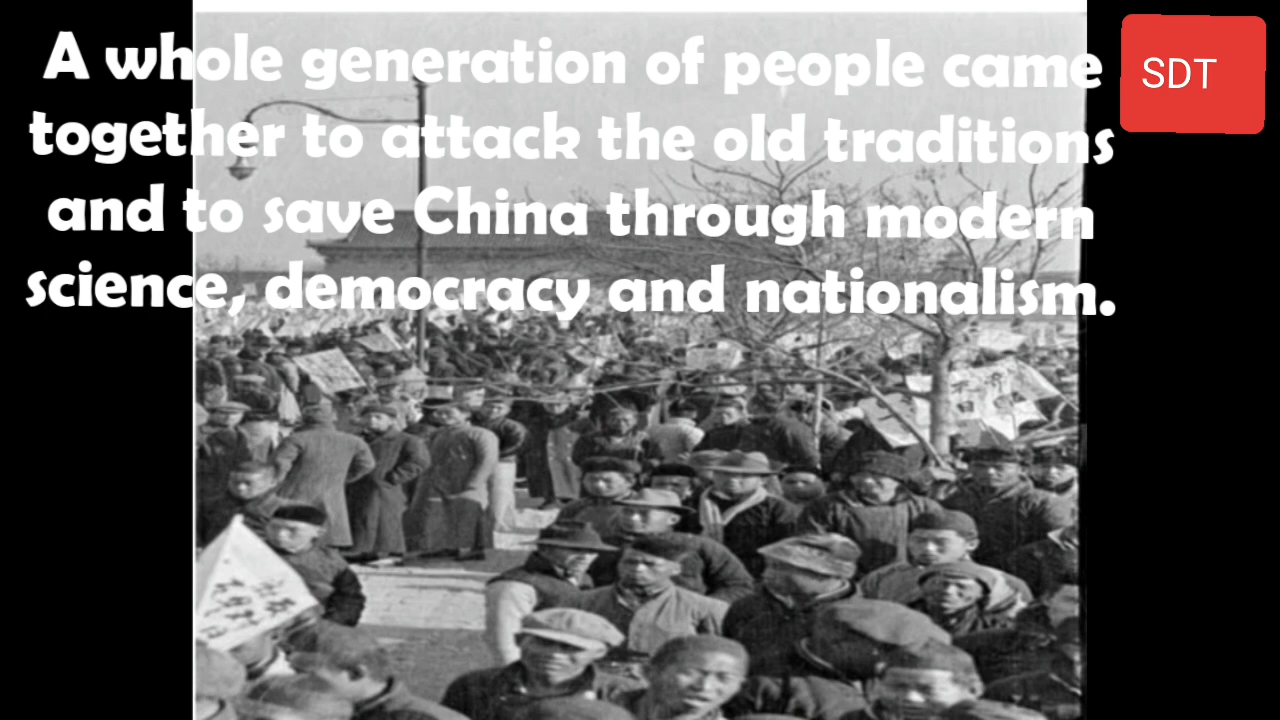 A whole generation of people came
together to attack the old traditions
and to save China through modern
science, democracy and nationalism.
SDT